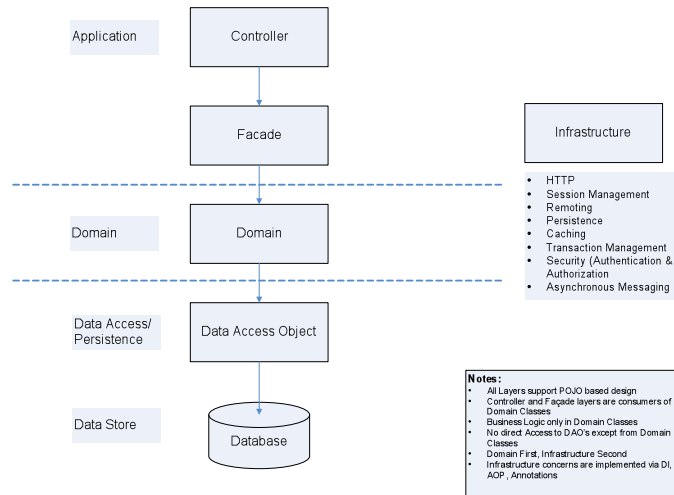 Application
Controller
Facade
Infrastructure
• HTTP
• Session Management
• Remoting
• Persistence
• Caching
• Transaction Management
• Security (Authentication &
Authorization
• Asynchronous Messaging
Domain
Domain
Data Access/
Persistence
Data Access Object
Data Store
Database
Notes:
• All Layers support POJO based design
• Controller and Façade layers are consumers of
Domain Classes
• Business Logic only in Domain Classes
• No direct Access to DAO's except from Domain
Classes
• Domain First, Infrastructure Second
• Infrastructure concerns are implemented via DI,
AOP, Annotations